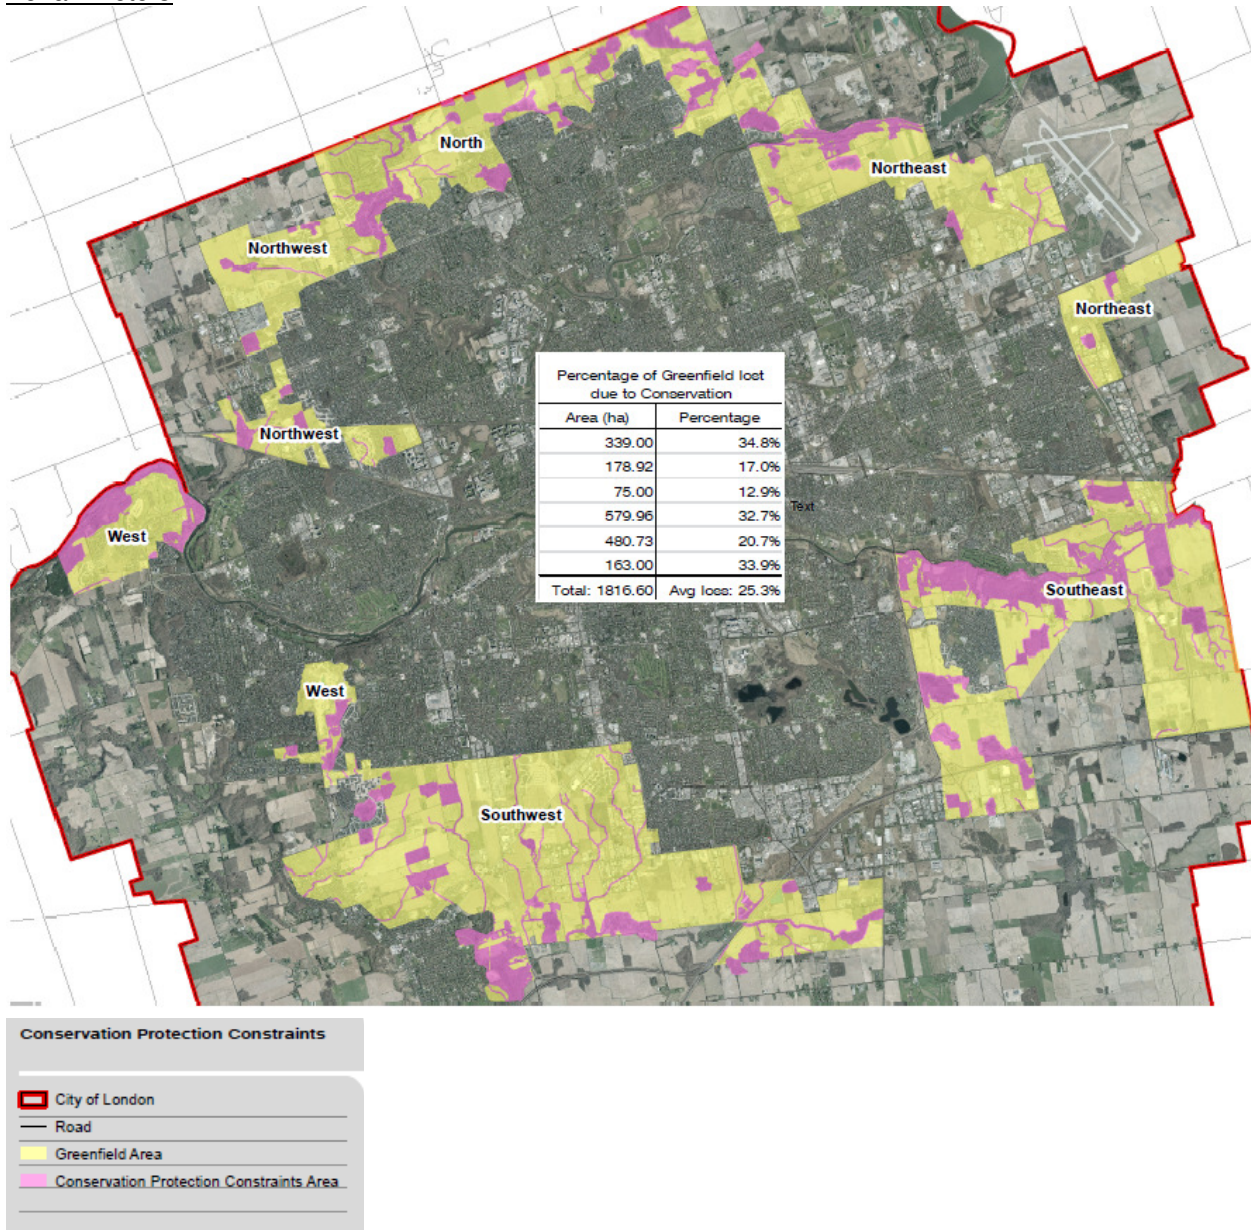 North
Northeast
Northwest
Northeast
Percentage of Greenfield lost
due to Conservation
Area (ha) Percentage
339.00 34.8%
178.92 17.0%
75.00 12.9%
579.96 32.7%
480.73 20.7%
163.00 33.9%
Total: 1816.60 Avg loss: 25.3%
Northwest
Text
West
Southeast
West
Southwest
Conservation Protection Constraints
City of London
Road
Greenfield Area
Conservation Protection Constraints Area